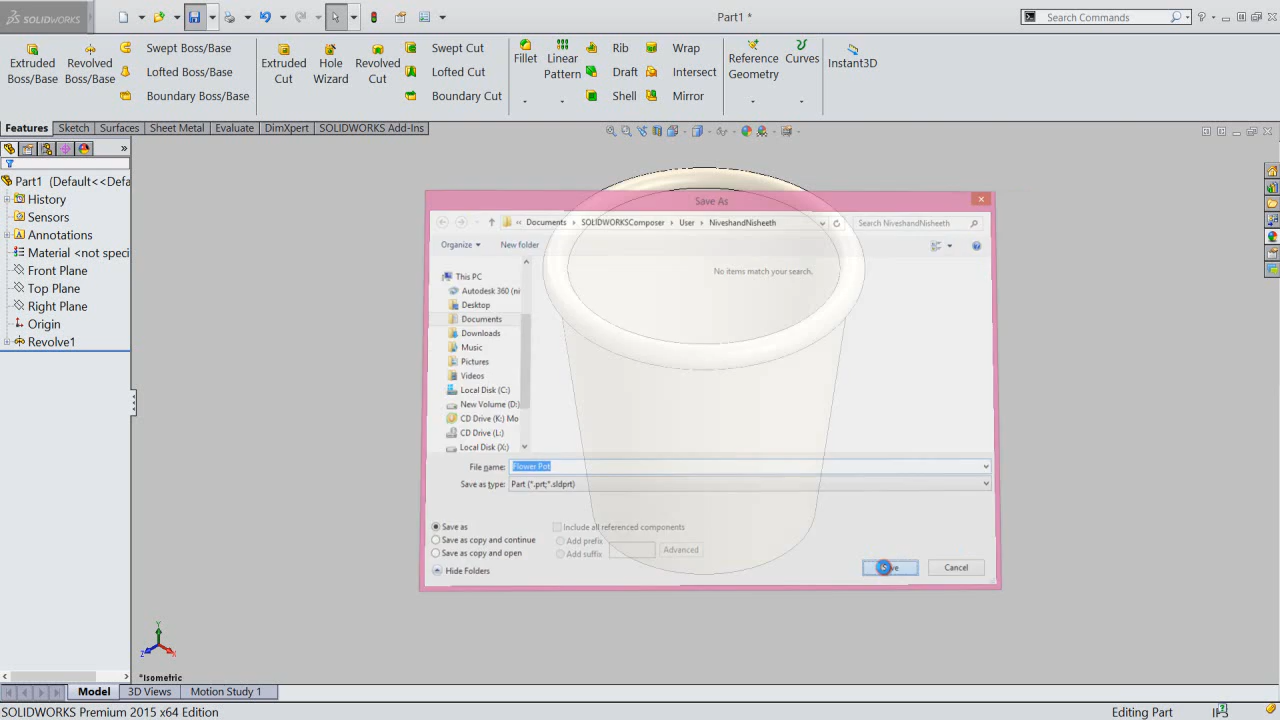 SOLIDWORKS
Part1 *
Search Commands
Extruded Boss/Base
Revolved Boss/Base
Swept Boss/Base
Lofted Boss/Base
Boundary Boss/Base
Extruded Cut
Hole Wizard
Revolved Cut
Swept Cut
Lofted Cut
Boundary Cut
Fillet
Linear Pattern
Rib
Draft
Shell
Wrap
Intersect
Mirror
Reference Geometry
Curves
Instant3D
Features
Sketch
Surfaces
Sheet Metal
Evaluate
DimXpert
SOLIDWORKS Add-Ins
Part1 (Default<<Defa
History
Sensors
Annotations
Material <not speci
Front Plane
Top Plane
Right Plane
Origin
Revolve1
Save As
« Documents SOLIDWORKSComposer User NiveshandNisheeth
Search NiveshandNisheeth
Organize
New folder
This PC
Autodesk 360 (ni
Desktop
Documents
Downloads
Music
Pictures
Videos
Local Disk (C:)
New Volume (D:)
CD Drive (K:) Mo
CD Drive (L:)
Local Disk (X:)
No items match your search.
File name: Flower Pot
Save as type: Part (*.prt;*.sldprt)
Save as
Save as copy and continue
Save as copy and open
Include all referenced components
Add prefix
Add suffix
Advanced
Hide Folders
Cancel
Y
Z
X
*Isometric
Model
3D Views
Motion Study 1
SOLIDWORKS Premium 2015 x64 Edition
Editing Part